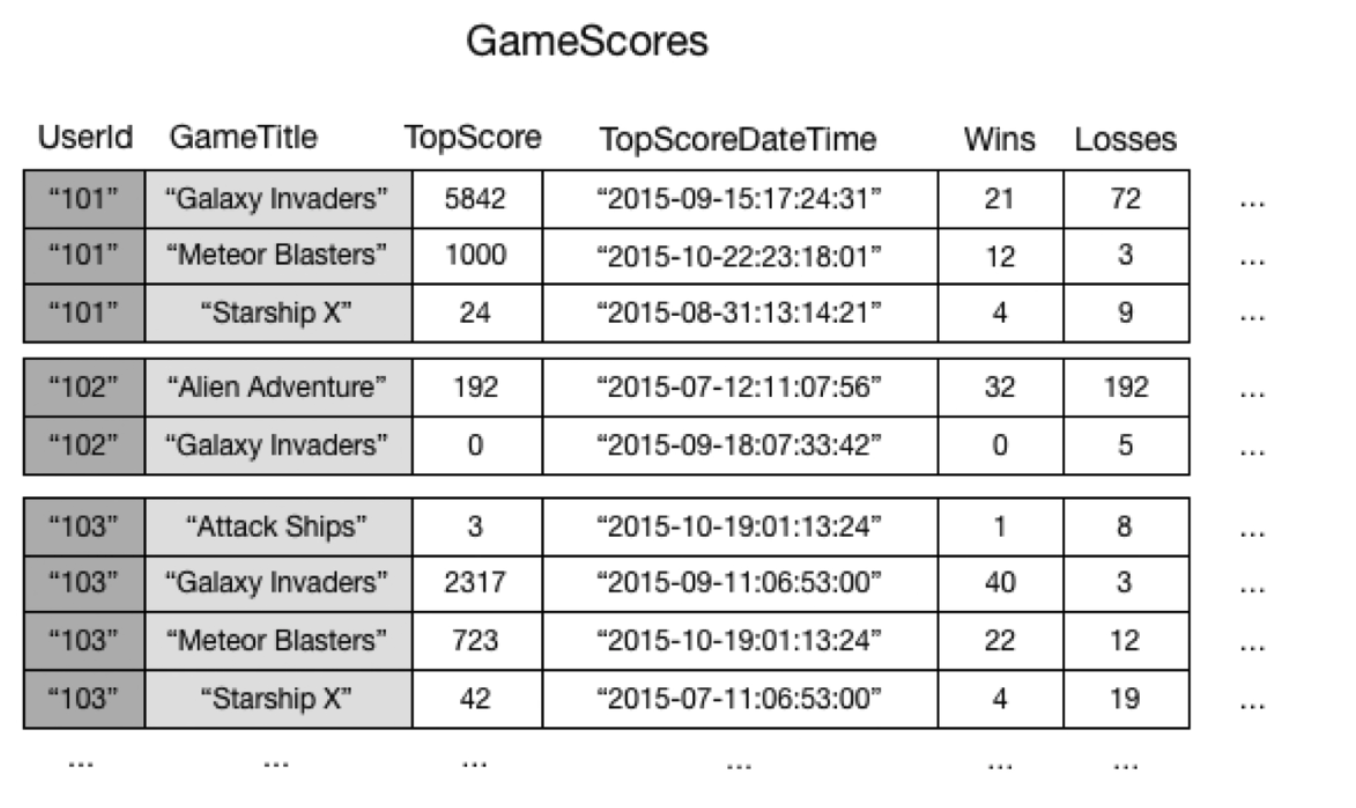 GameScores
UserId GameTitle TopScore TopScoreDateTime Wins Losses
“101” “Galaxy Invaders” 5842 “2015-09-15:17:24:31” 21 72 ...
“101” “Meteor Blasters” 1000 “2015-10-22:23:18:01” 12 3 ...
“101” “Starship X” 24 “2015-08-31:13:14:21” 4 9 ...
“102” “Alien Adventure” 192 “2015-07-12:11:07:56” 32 192 ...
“102” “Galaxy Invaders” 0 “2015-09-18:07:33:42” 0 5 ...
“103” “Attack Ships” 3 “2015-10-19:01:13:24” 1 8 ...
“103” “Galaxy Invaders” 2317 “2015-09-11:06:53:00” 40 3 ...
“103” “Meteor Blasters” 723 “2015-10-19:01:13:24” 22 12 ...
“103” “Starship X” 42 “2015-07-11:06:53:00” 4 19 ...
... ... ... ... ... ...